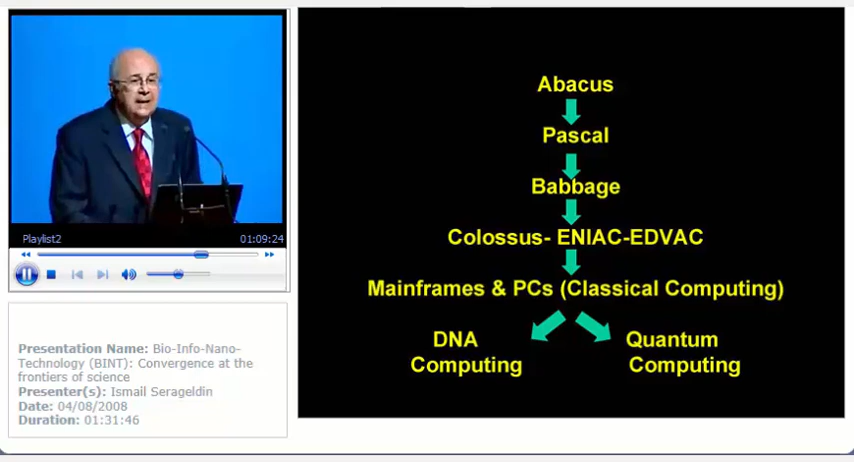 Playlist2 01:09:24
Presentation Name: Bio-Info-Nano-
Technology (BINT): Convergence at the
frontiers of science
Presenter(s): Ismail Serageldin
Date: 04/08/2008
Duration: 01:31:46
Abacus
Pascal
Babbage
Colossus- ENIAC-EDVAC
Mainframes & PCs (Classical Computing)
DNA
Computing
Quantum
Computing